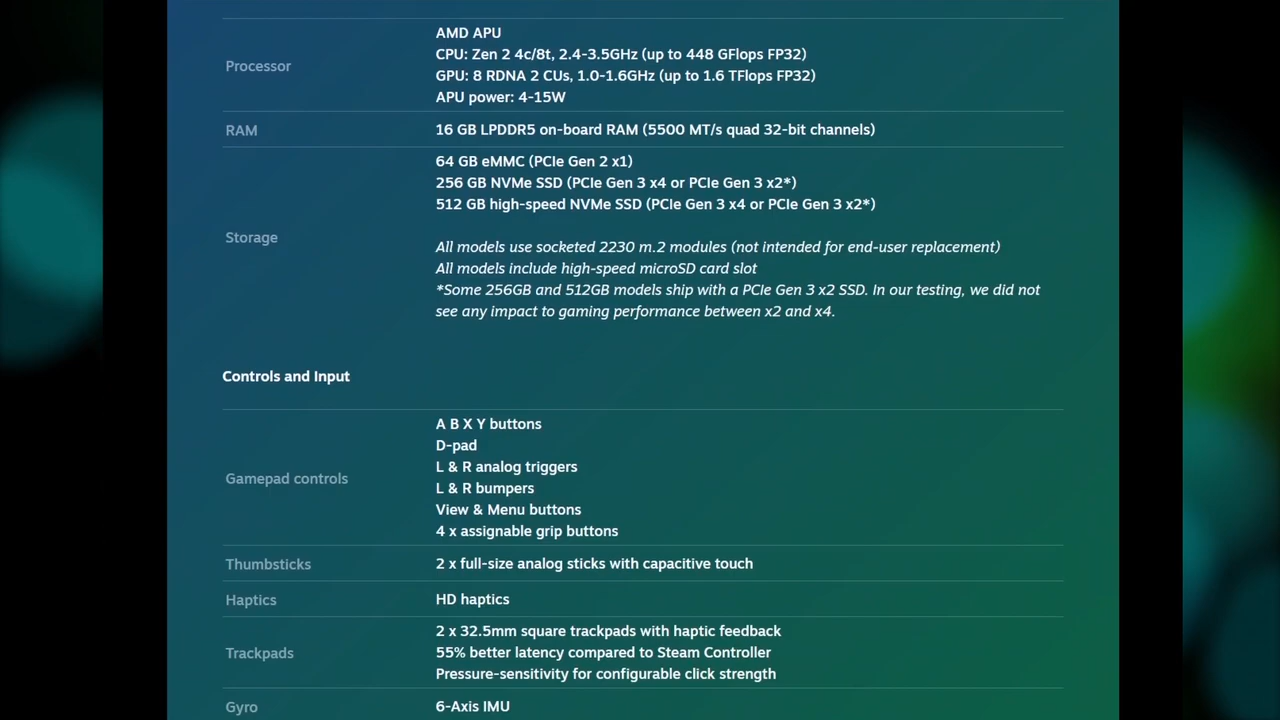 AMD APU
CPU: Zen 2 4c/8t, 2.4-3.5GHz (up to 448 GFlops FP32)
Processor
GPU: 8 RDNA 2 CUs, 1.0-1.6GHz (up to 1.6 TFlops FP32)
APU power: 4-15W
RAM
16 GB LPDDR5 on-board RAM (5500 MT/s quad 32-bit channels)
64 GB eMMC (PCIe Gen 2 x1)
256 GB NVMe SSD (PCIe Gen 3 x4 or PCIe Gen 3 x2*)
512 GB high-speed NVMe SSD (PCIe Gen 3 x4 or PCIe Gen 3 x2*)
Storage
All models use socketed 2230 m.2 modules (not intended for end-user replacement)
All models include high-speed microSD card slot
*Some 256GB and 512GB models ship with a PCIe Gen 3 x2 SSD. In our testing, we did not
see any impact to gaming performance between x2 and x4.
Controls and Input
A B X Y buttons
D-pad
L & R analog triggers
Gamepad controls
L & R bumpers
View & Menu buttons
4 x assignable grip buttons
Thumbsticks
2 x full-size analog sticks with capacitive touch
Haptics
HD haptics
2 x 32.5mm square trackpads with haptic feedback
Trackpads
55% better latency compared to Steam Controller
Pressure-sensitivity for configurable click strength
Gyro
6-Axis IMU